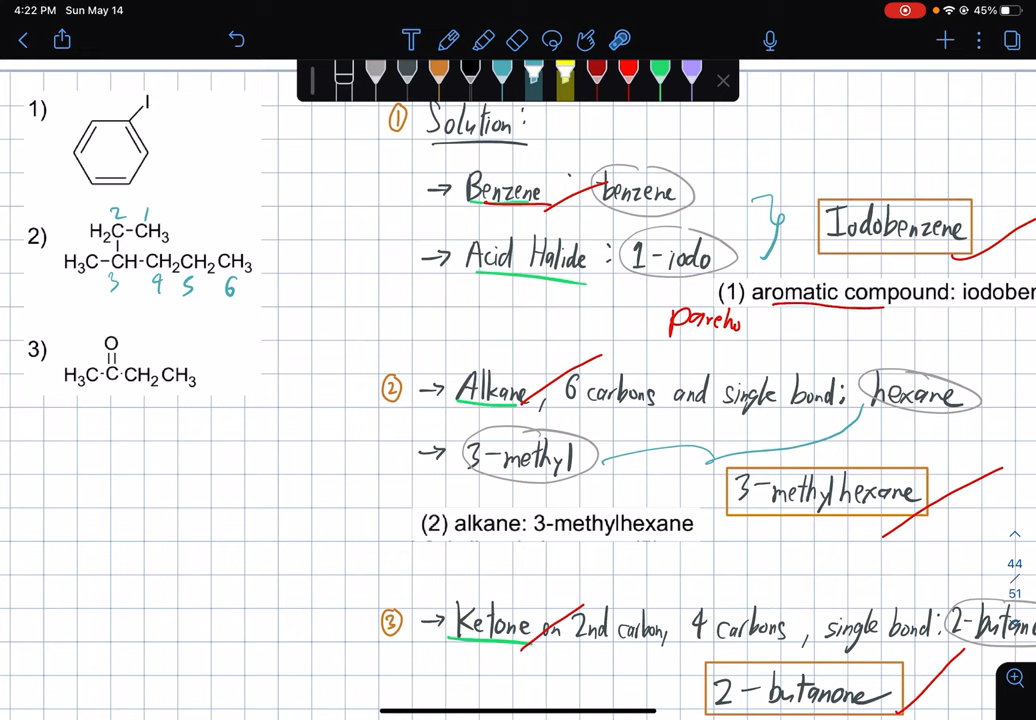 4:22 PM Sun May 14
45%
1)
I
① Solution:
→ Benzene : benzene
→ Acid Halide : 1-iodo
Iodobenzene
(1) aromatic compound: iodoben
2)
2 1
H₂C-CH₃
H₃C-CH-CH₂CH₂CH₃
3 4 5 6
② → Alkane, 6 carbons and single bond: hexane
→ 3-methyl
3-methylhexane
(2) alkane: 3-methylhexane
3)
O
H₃C-C-CH₂CH₃
③ → Ketone on 2nd carbon, 4 carbons, single bond: 2-butan
2-butanone
44
51